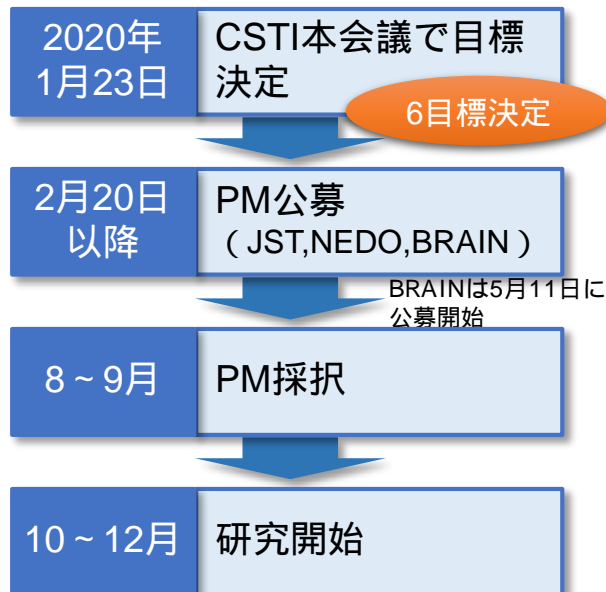 2020年
1月23日
CSTI本会議で目標
決定
6目標決定
2月20日
以降
PM公募
（JST,NEDO,BRAIN）
BRAINは5月11日に
公募開始
8～9月
PM採択
10～12月
研究開始